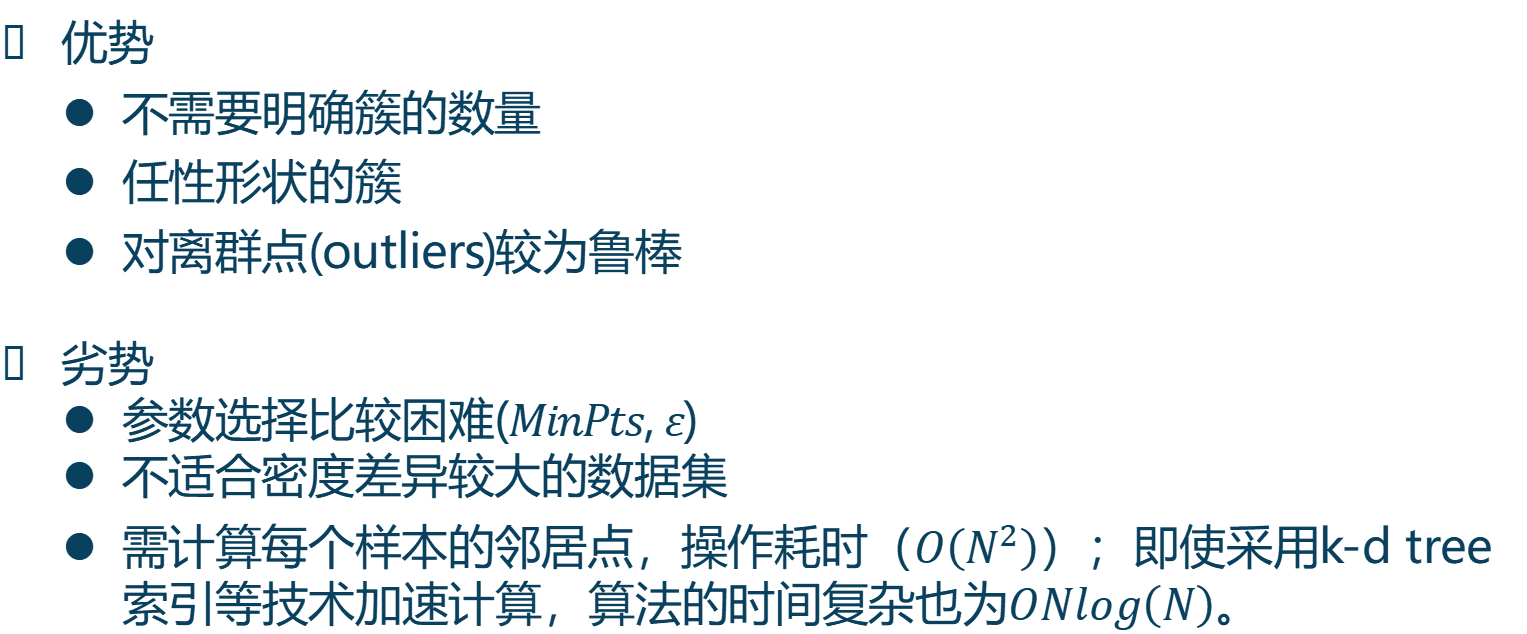 优势
● 不需要明确簇的数量
● 任性形状的簇
● 对离群点(outliers)较为鲁棒
劣势
● 参数选择比较困难(MinPts, ε)
● 不适合密度差异较大的数据集
● 需计算每个样本的邻居点，操作耗时（O(N²)）；即使采用k-d tree
索引等技术加速计算，算法的时间复杂也为ONlog(N)。